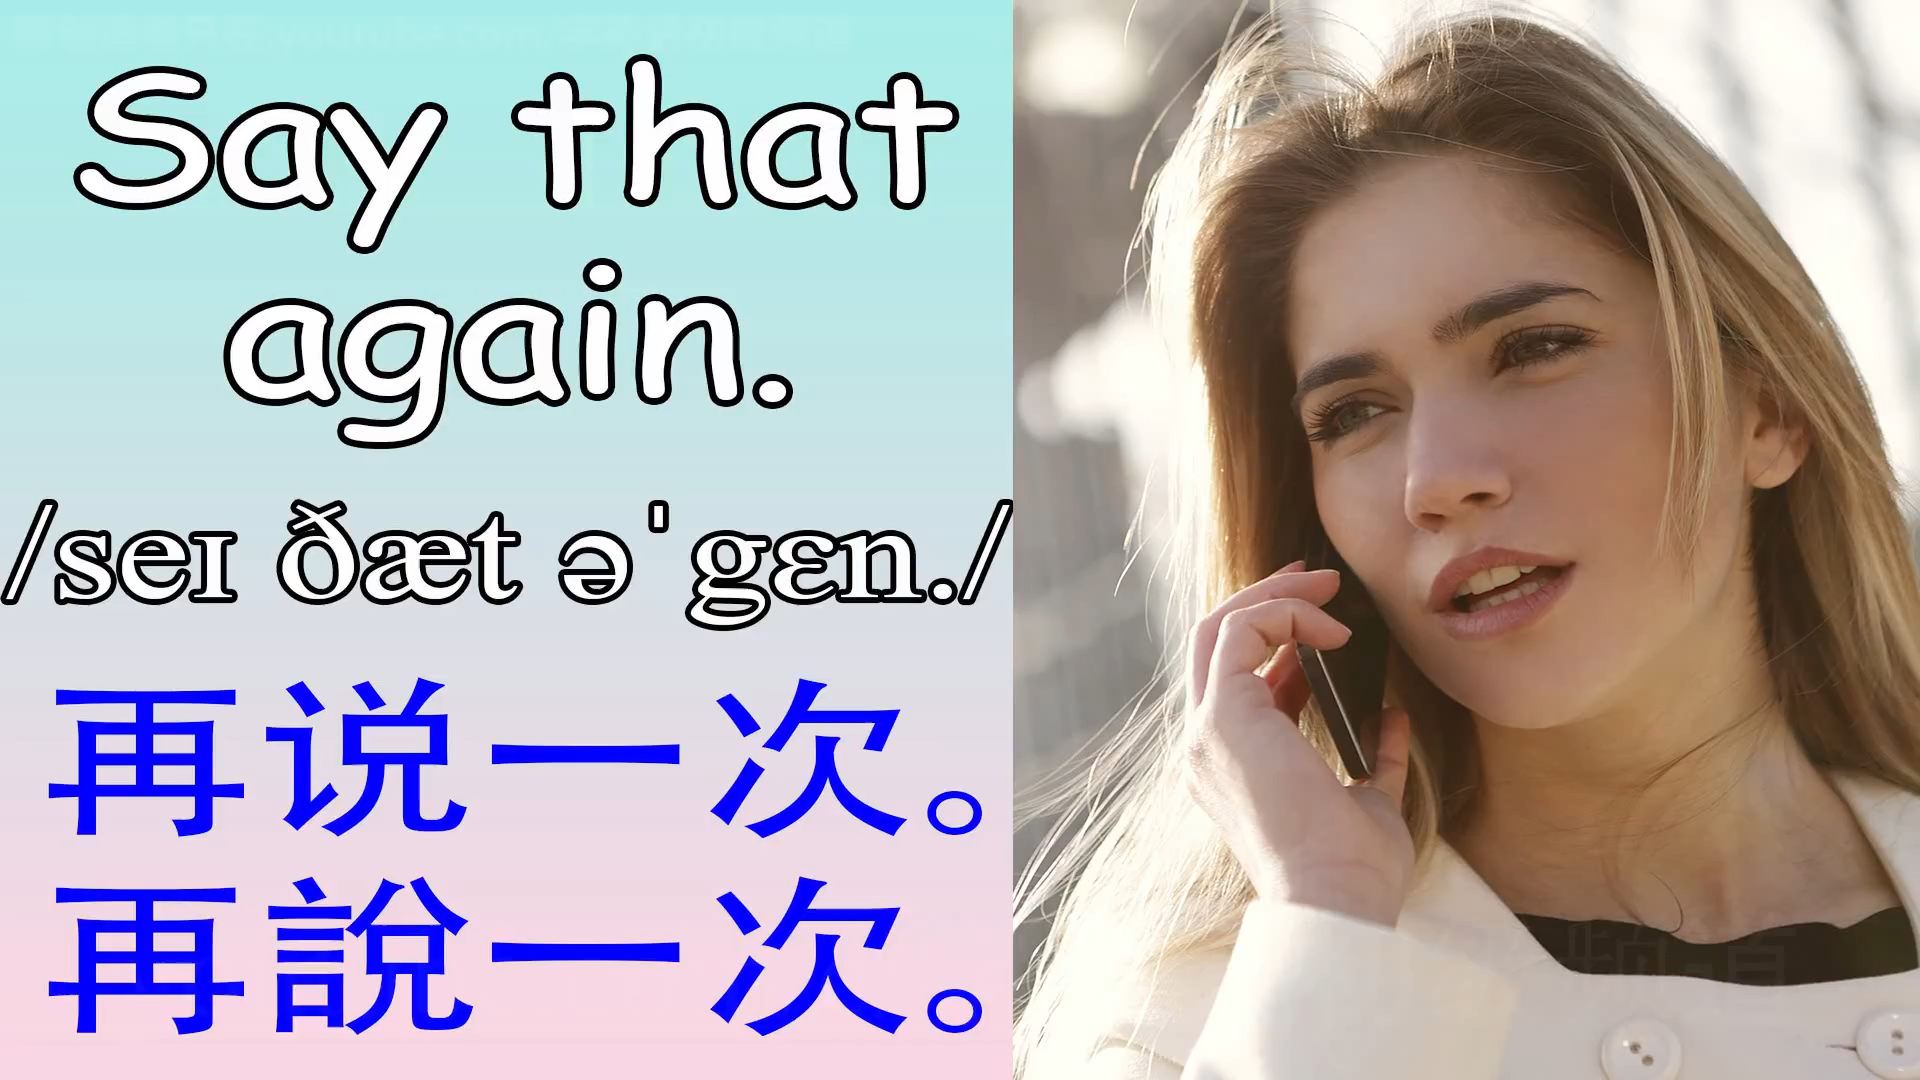 Say that
again.
/seɪ ðæt əˈgɛn./
再说一次。
再說一次。